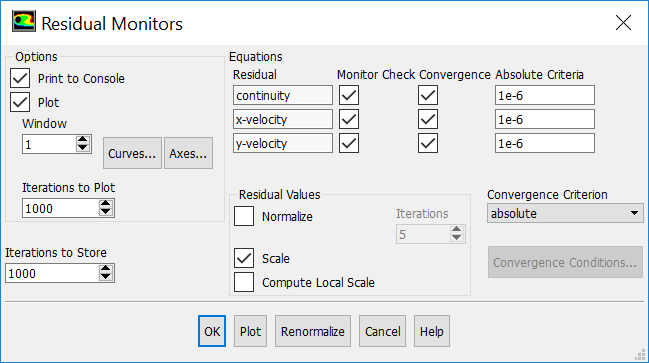 Residual Monitors
Options
Print to Console
Plot
Window
1
Curves...
Axes...
Iterations to Plot
1000
Iterations to Store
1000
Equations
Residual Monitor Check Convergence Absolute Criteria
continuity 1e-6
x-velocity 1e-6
y-velocity 1e-6
Residual Values
Normalize
Iterations
5
Scale
Compute Local Scale
Convergence Criterion
absolute
Convergence Conditions...
OK Plot Renormalize Cancel Help